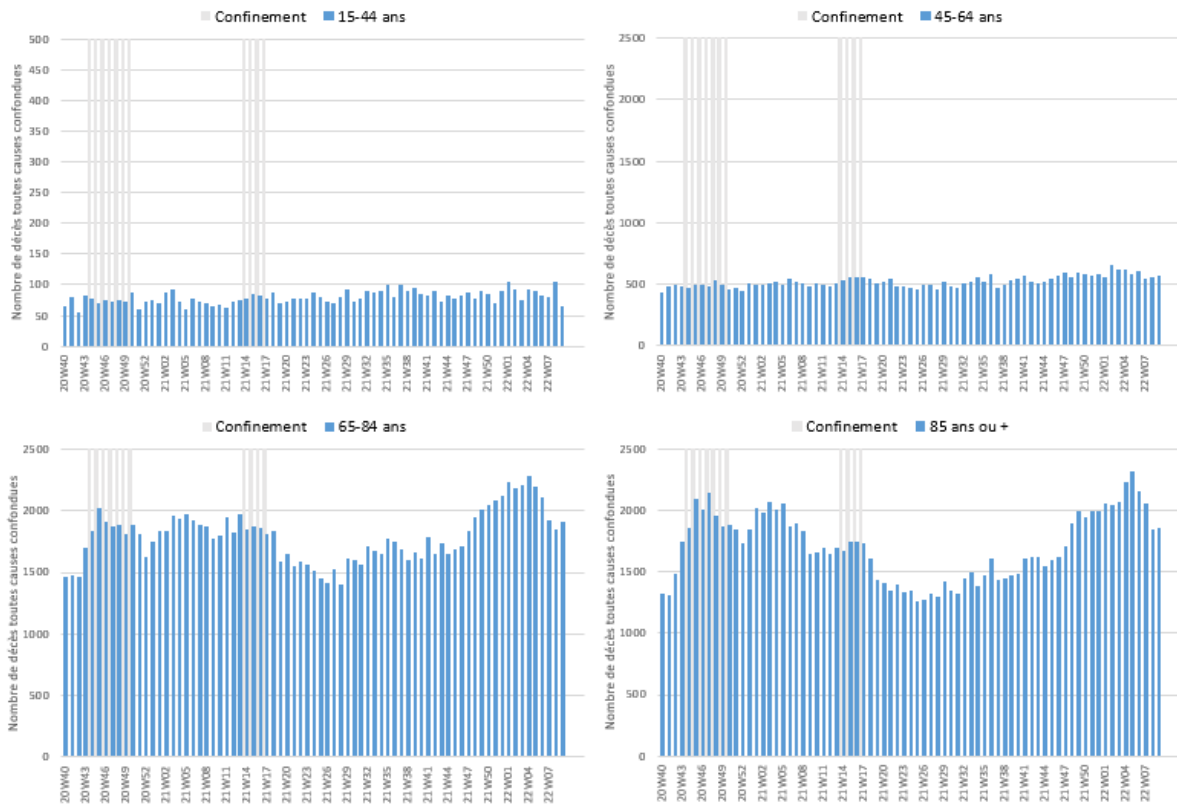 Confinement 15-44 ans
Nombre de décès toutes causes confondues
500
450
400
350
300
250
200
150
100
50
0
20W40 20W43 20W46 20W49 20W52 21W02 21W05 21W08 21W11 21W14 21W17 21W20 21W23 21W26 21W29 21W32 21W35 21W38 21W41 21W44 21W47 21W50 22W01 22W04 22W07
Confinement 45-64 ans
Nombre de décès toutes causes confondues
2500
2000
1500
1000
500
0
20W40 20W43 20W46 20W49 20W52 21W02 21W05 21W08 21W11 21W14 21W17 21W20 21W23 21W26 21W29 21W32 21W35 21W38 21W41 21W44 21W47 21W50 22W01 22W04 22W07
Confinement 65-84 ans
Nombre de décès toutes causes confondues
2500
2000
1500
1000
500
0
20W40 20W43 20W46 20W49 20W52 21W02 21W05 21W08 21W11 21W14 21W17 21W20 21W23 21W26 21W29 21W32 21W35 21W38 21W41 21W44 21W47 21W50 22W01 22W04 22W07
Confinement 85 ans ou +
Nombre de décès toutes causes confondues
2500
2000
1500
1000
500
0
20W40 20W43 20W46 20W49 20W52 21W02 21W05 21W08 21W11 21W14 21W17 21W20 21W23 21W26 21W29 21W32 21W35 21W38 21W41 21W44 21W47 21W50 22W01 22W04 22W07